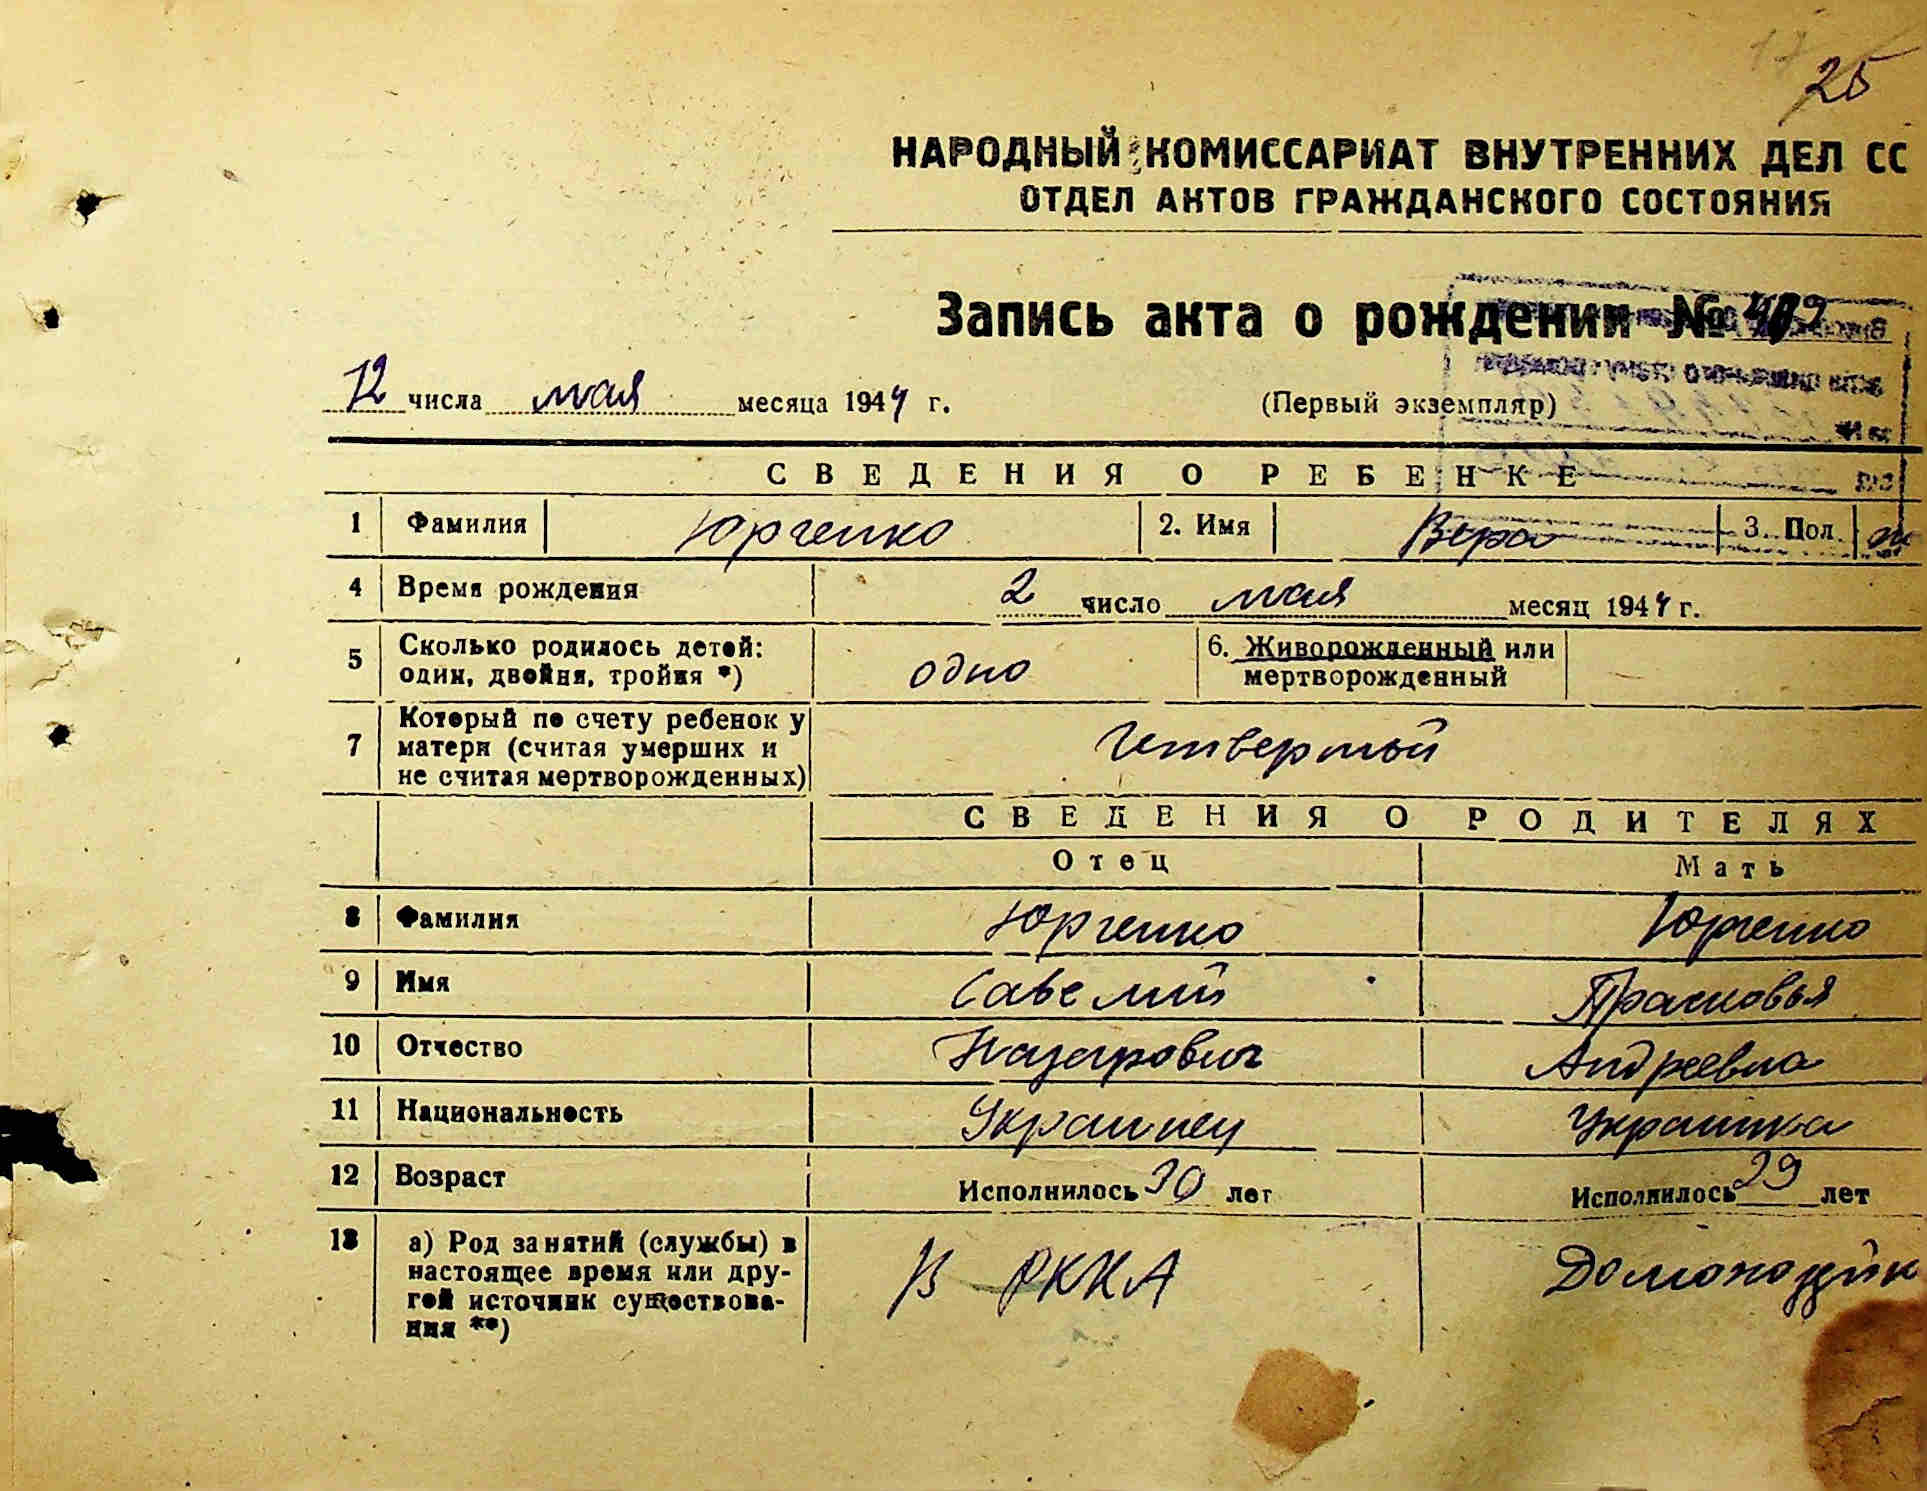 25
НАРОДНЫЙ КОМИССАРИАТ ВНУТРЕННИХ ДЕЛ СС
ОТДЕЛ АКТОВ ГРАЖДАНСКОГО СОСТОЯНИЯ
Запись акта о рождении №
12 числа мая месяца 1944 г. (Первый экземпляр)
СВЕДЕНИЯ О РЕБЕНКЕ
1 Фамилия Юрченко 2. Имя Вера 3. Пол ж
4 Время рождения 2 число мая месяц 1944 г.
5 Сколько родилось детей: один, двойня, тройня *) одно 6. Живорожденный или мертворожденный
7 Который по счету ребенок у матери (считая умерших и не считая мертворожденных) Четвертый
СВЕДЕНИЯ О РОДИТЕЛЯХ
Отец Мать
8 Фамилия Юрченко Юрченко
9 Имя Савелий Прасковья
10 Отчество Назарович Андреевна
11 Национальность Украинец Украинка
12 Возраст Исполнилось 30 лет Исполнилось 29 лет
13 а) Род занятий (службы) в настоящее время или другой источник существования **) В РККА